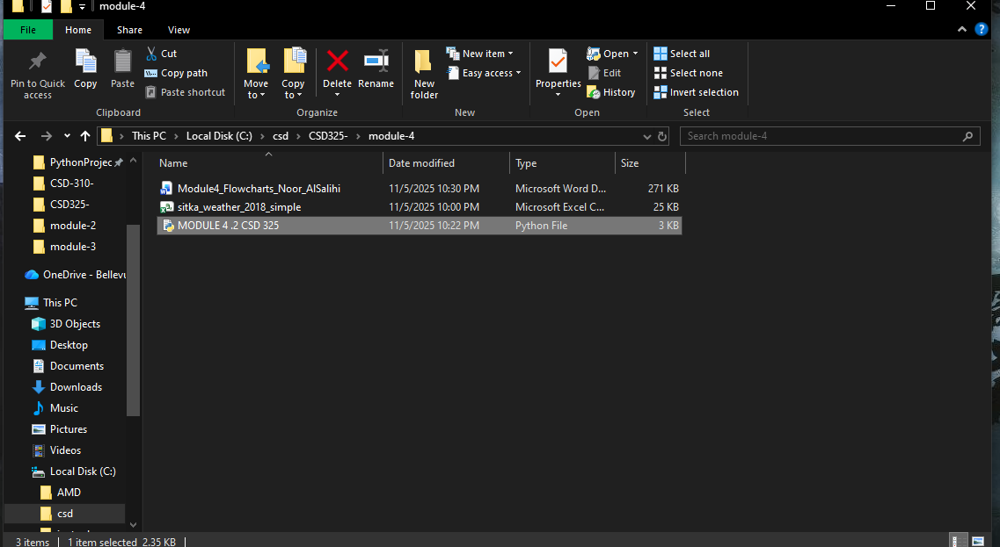 module-4
File Home Share View
Pin to Quick access
Copy
Paste
Cut
Copy path
Paste shortcut
Clipboard
Move to
Copy to
Delete
Rename
Organize
New folder
New item
Easy access
New
Properties
Open
Edit
History
Open
Select all
Select none
Invert selection
Select
This PC > Local Disk (C:) > csd > CSD325- > module-4
Search module-4
PythonProjec
CSD-310-
CSD325-
module-2
module-3
OneDrive - Bellevu
This PC
3D Objects
Desktop
Documents
Downloads
Music
Pictures
Videos
Local Disk (C:)
AMD
csd
Name Date modified Type Size
Module4_Flowcharts_Noor_AlSalihi 11/5/2025 10:30 PM Microsoft Word D... 271 KB
sitka_weather_2018_simple 11/5/2025 10:00 PM Microsoft Excel C... 25 KB
MODULE 4 .2 CSD 325 11/5/2025 10:22 PM Python File 3 KB
3 items 1 item selected 2.35 KB